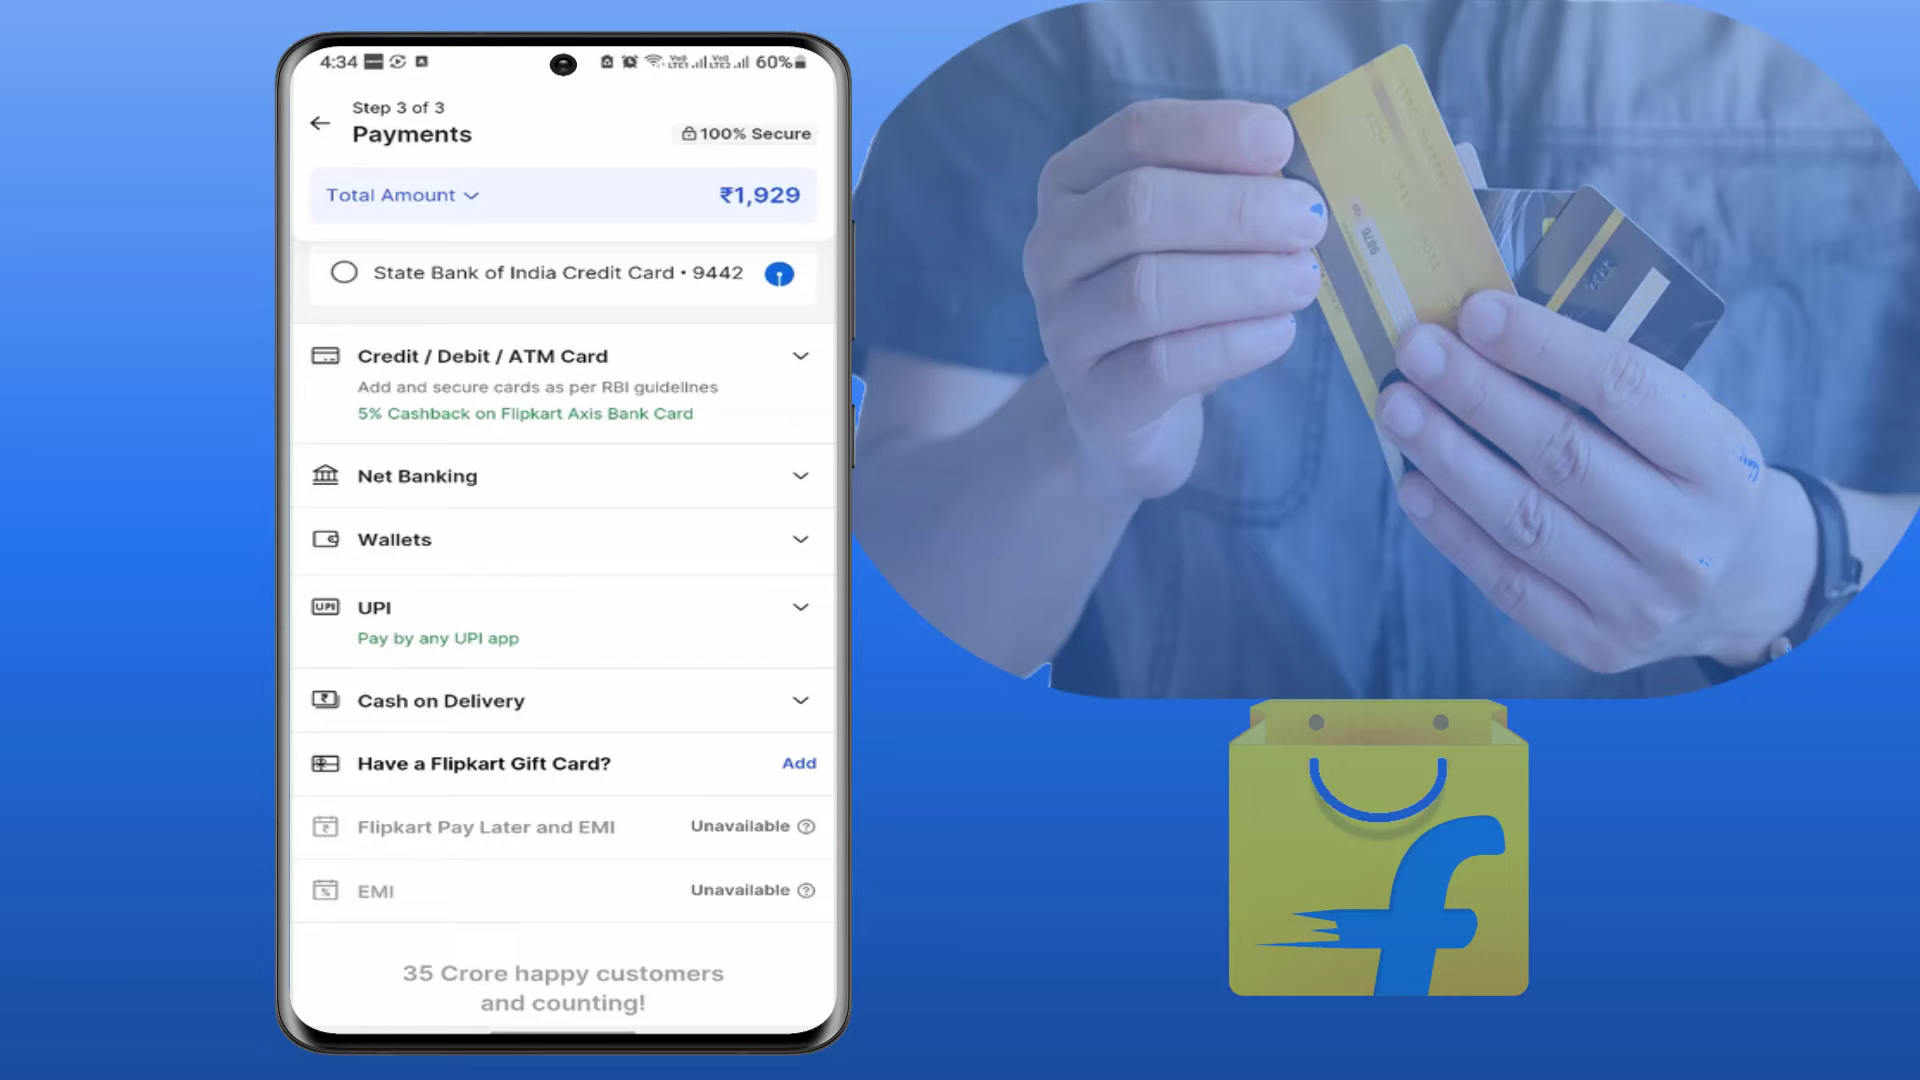 4:34
60%
Step 3 of 3
Payments
100% Secure
Total Amount
₹1,929
State Bank of India Credit Card • 9442
Credit / Debit / ATM Card
Add and secure cards as per RBI guidelines
5% Cashback on Flipkart Axis Bank Card
Net Banking
Wallets
UPI
UPI
Pay by any UPI app
Cash on Delivery
Have a Flipkart Gift Card?
Add
Flipkart Pay Later and EMI
Unavailable
EMI
Unavailable
35 Crore happy customers
and counting!
9876
f